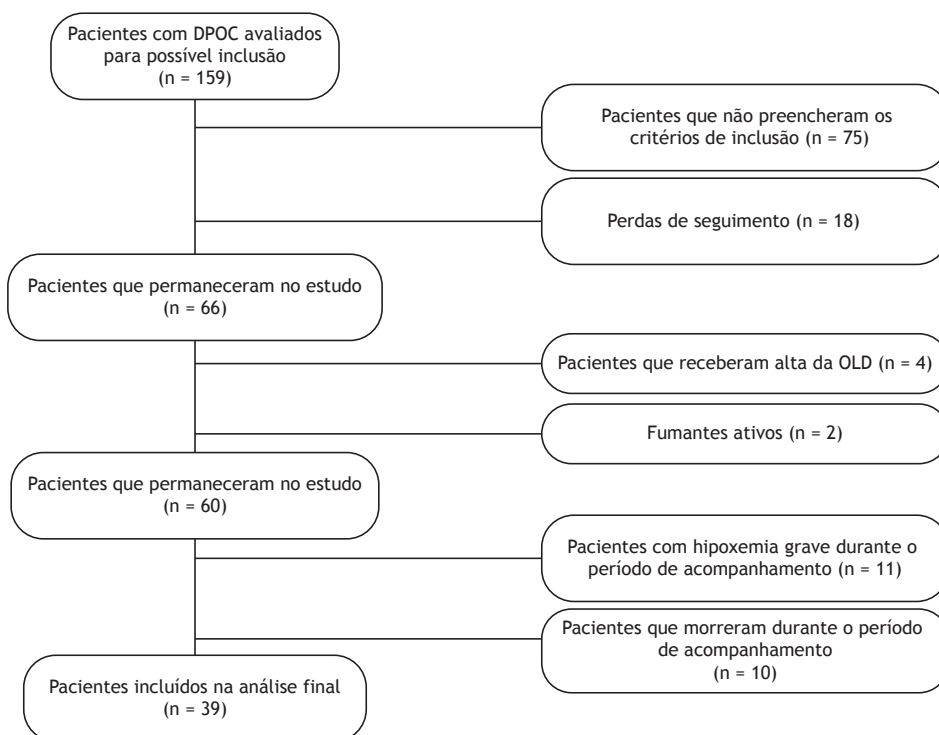 Pacientes com DPOC avaliados
para possível inclusão
(n = 159)
Pacientes que não preencheram os
critérios de inclusão (n = 75)
Perdas de seguimento (n = 18)
Pacientes que permaneceram no estudo
(n = 66)
Pacientes que receberam alta da OLD (n = 4)
Fumantes ativos (n = 2)
Pacientes que permaneceram no estudo
(n = 60)
Pacientes com hipoxemia grave durante o
período de acompanhamento (n = 11)
Pacientes que morreram durante o período
de acompanhamento
(n = 10)
Pacientes incluídos na análise final
(n = 39)